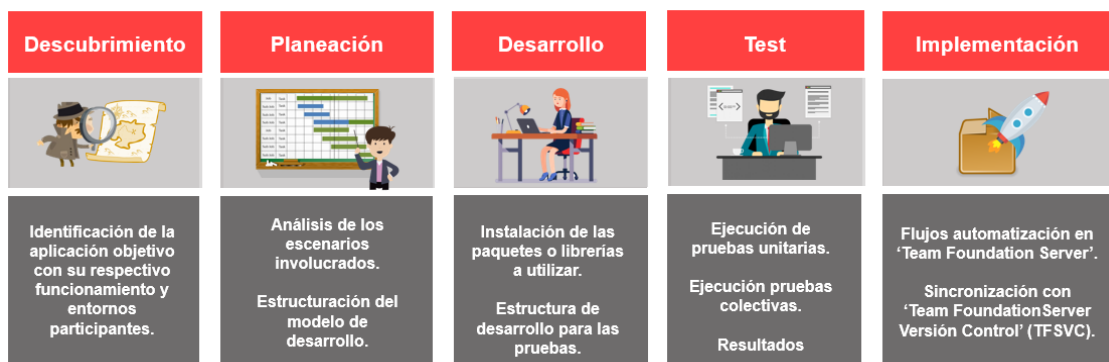 Descubrimiento
Identificación de la
aplicación objetivo
con su respectivo
funcionamiento y
entornos
participantes.
Planeación
Análisis de los
escenarios
involucrados.
Estructuración del
modelo de
desarrollo.
Desarrollo
Instalación de las
paquetes o librerías
a utilizar.
Estructura de
desarrollo para las
pruebas.
Test
Ejecución de
pruebas unitarias.
Ejecución pruebas
colectivas.
Resultados
Implementación
Flujos automatización en
‘Team Foundation Server’.
Sincronización con
‘Team FoundationServer
Versión Control’ (TFSVC).